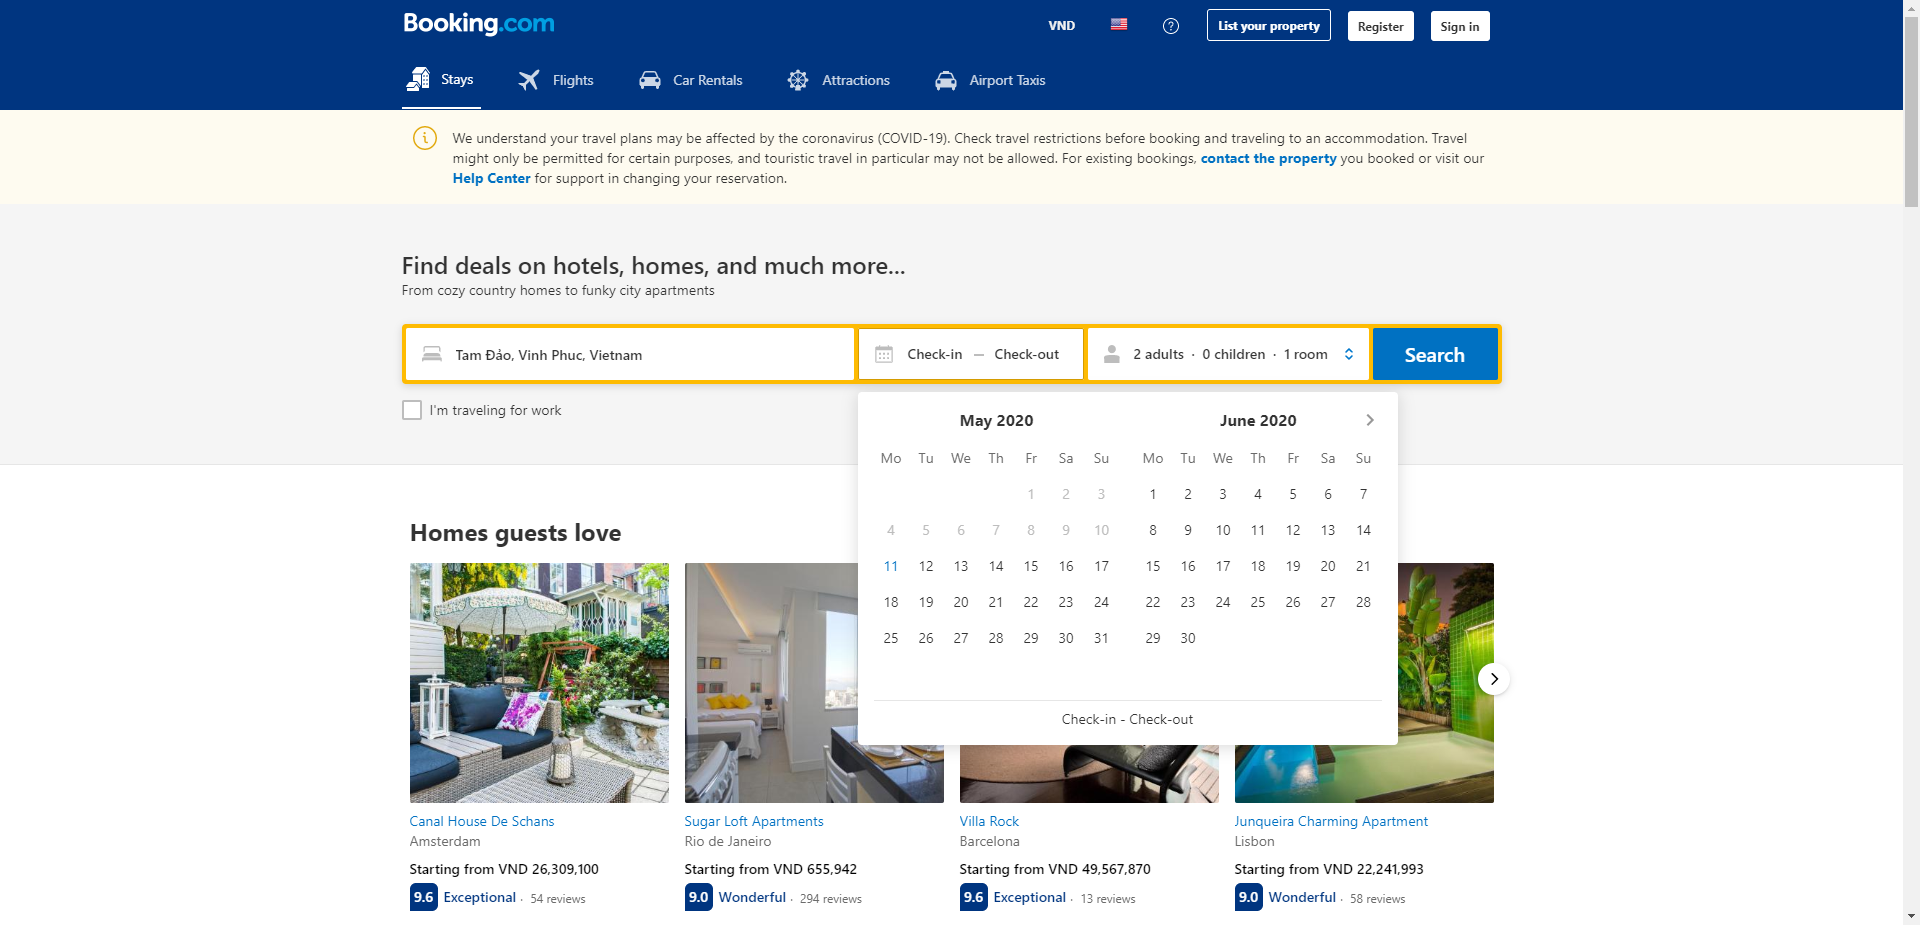 Booking.com
VND
List your property
Register
Sign in
Stays
Flights
Car Rentals
Attractions
Airport Taxis
We understand your travel plans may be affected by the coronavirus (COVID-19). Check travel restrictions before booking and traveling to an accommodation. Travel
might only be permitted for certain purposes, and touristic travel in particular may not be allowed. For existing bookings, contact the property you booked or visit our
Help Center for support in changing your reservation.
Find deals on hotels, homes, and much more...
From cozy country homes to funky city apartments
Tam Đảo, Vinh Phuc, Vietnam
Check-in — Check-out
2 adults · 0 children · 1 room
Search
I'm traveling for work
May 2020
Mo Tu We Th Fr Sa Su
1 2 3
4 5 6 7 8 9 10
11 12 13 14 15 16 17
18 19 20 21 22 23 24
25 26 27 28 29 30 31
June 2020
Mo Tu We Th Fr Sa Su
1 2 3 4 5 6 7
8 9 10 11 12 13 14
15 16 17 18 19 20 21
22 23 24 25 26 27 28
29 30
Check-in - Check-out
Homes guests love
Canal House De Schans
Amsterdam
Starting from VND 26,309,100
9.6 Exceptional · 54 reviews
Sugar Loft Apartments
Rio de Janeiro
Starting from VND 655,942
9.0 Wonderful · 294 reviews
Villa Rock
Barcelona
Starting from VND 49,567,870
9.6 Exceptional · 13 reviews
Junqueira Charming Apartment
Lisbon
Starting from VND 22,241,993
9.0 Wonderful · 58 reviews